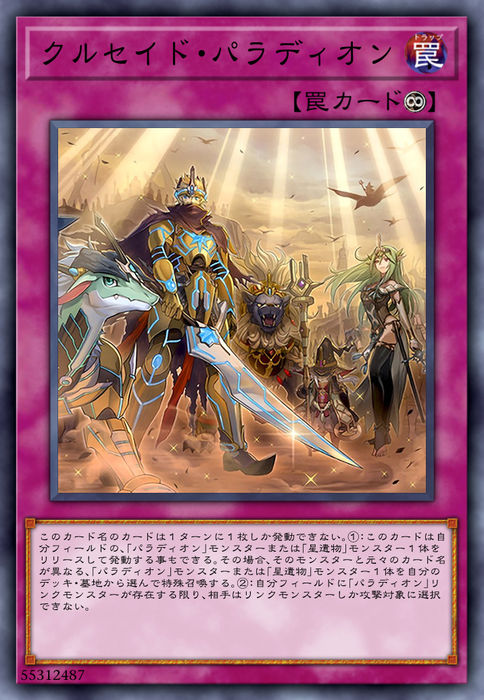 クルセイド・パラディオン
トラップ
罠
【罠カード】
このカード名のカードは1ターンに1枚しか発動できない。①:このカードは自
分フィールドの、「パラディオン」モンスターまたは「星遺物」モンスター1体を
リリースして発動する事もできる。その場合、そのモンスターと元々のカード名
が異なる、「パラディオン」モンスターまたは「星遺物」モンスター1体を自分の
デッキ・墓地から選んで特殊召喚する。②:自分フィールドに「パラディオン」リ
ンクモンスターが存在する限り、相手はリンクモンスターしか攻撃対象に選択
できない。
55312487